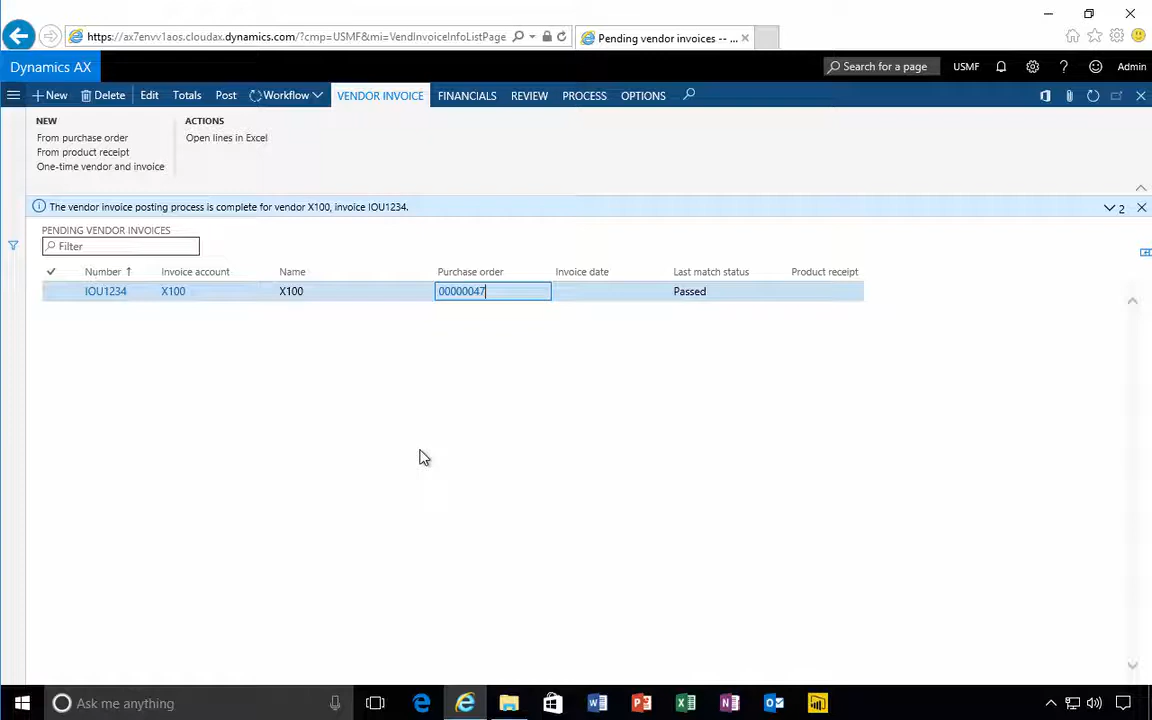 https://ax7envv1aos.cloudax.dynamics.com/?cmp=USMF&mi=VendInvoiceInfoListPage
Pending vendor invoices -- ...
Dynamics AX
Search for a page
USMF
Admin
New
Delete
Edit
Totals
Post
Workflow
VENDOR INVOICE
FINANCIALS
REVIEW
PROCESS
OPTIONS
NEW
From purchase order
From product receipt
One-time vendor and invoice
ACTIONS
Open lines in Excel
The vendor invoice posting process is complete for vendor X100, invoice IOU1234.
2
PENDING VENDOR INVOICES
Filter
Number Invoice account Name Purchase order Invoice date Last match status Product receipt
IOU1234 X100 X100 00000047 Passed
Ask me anything